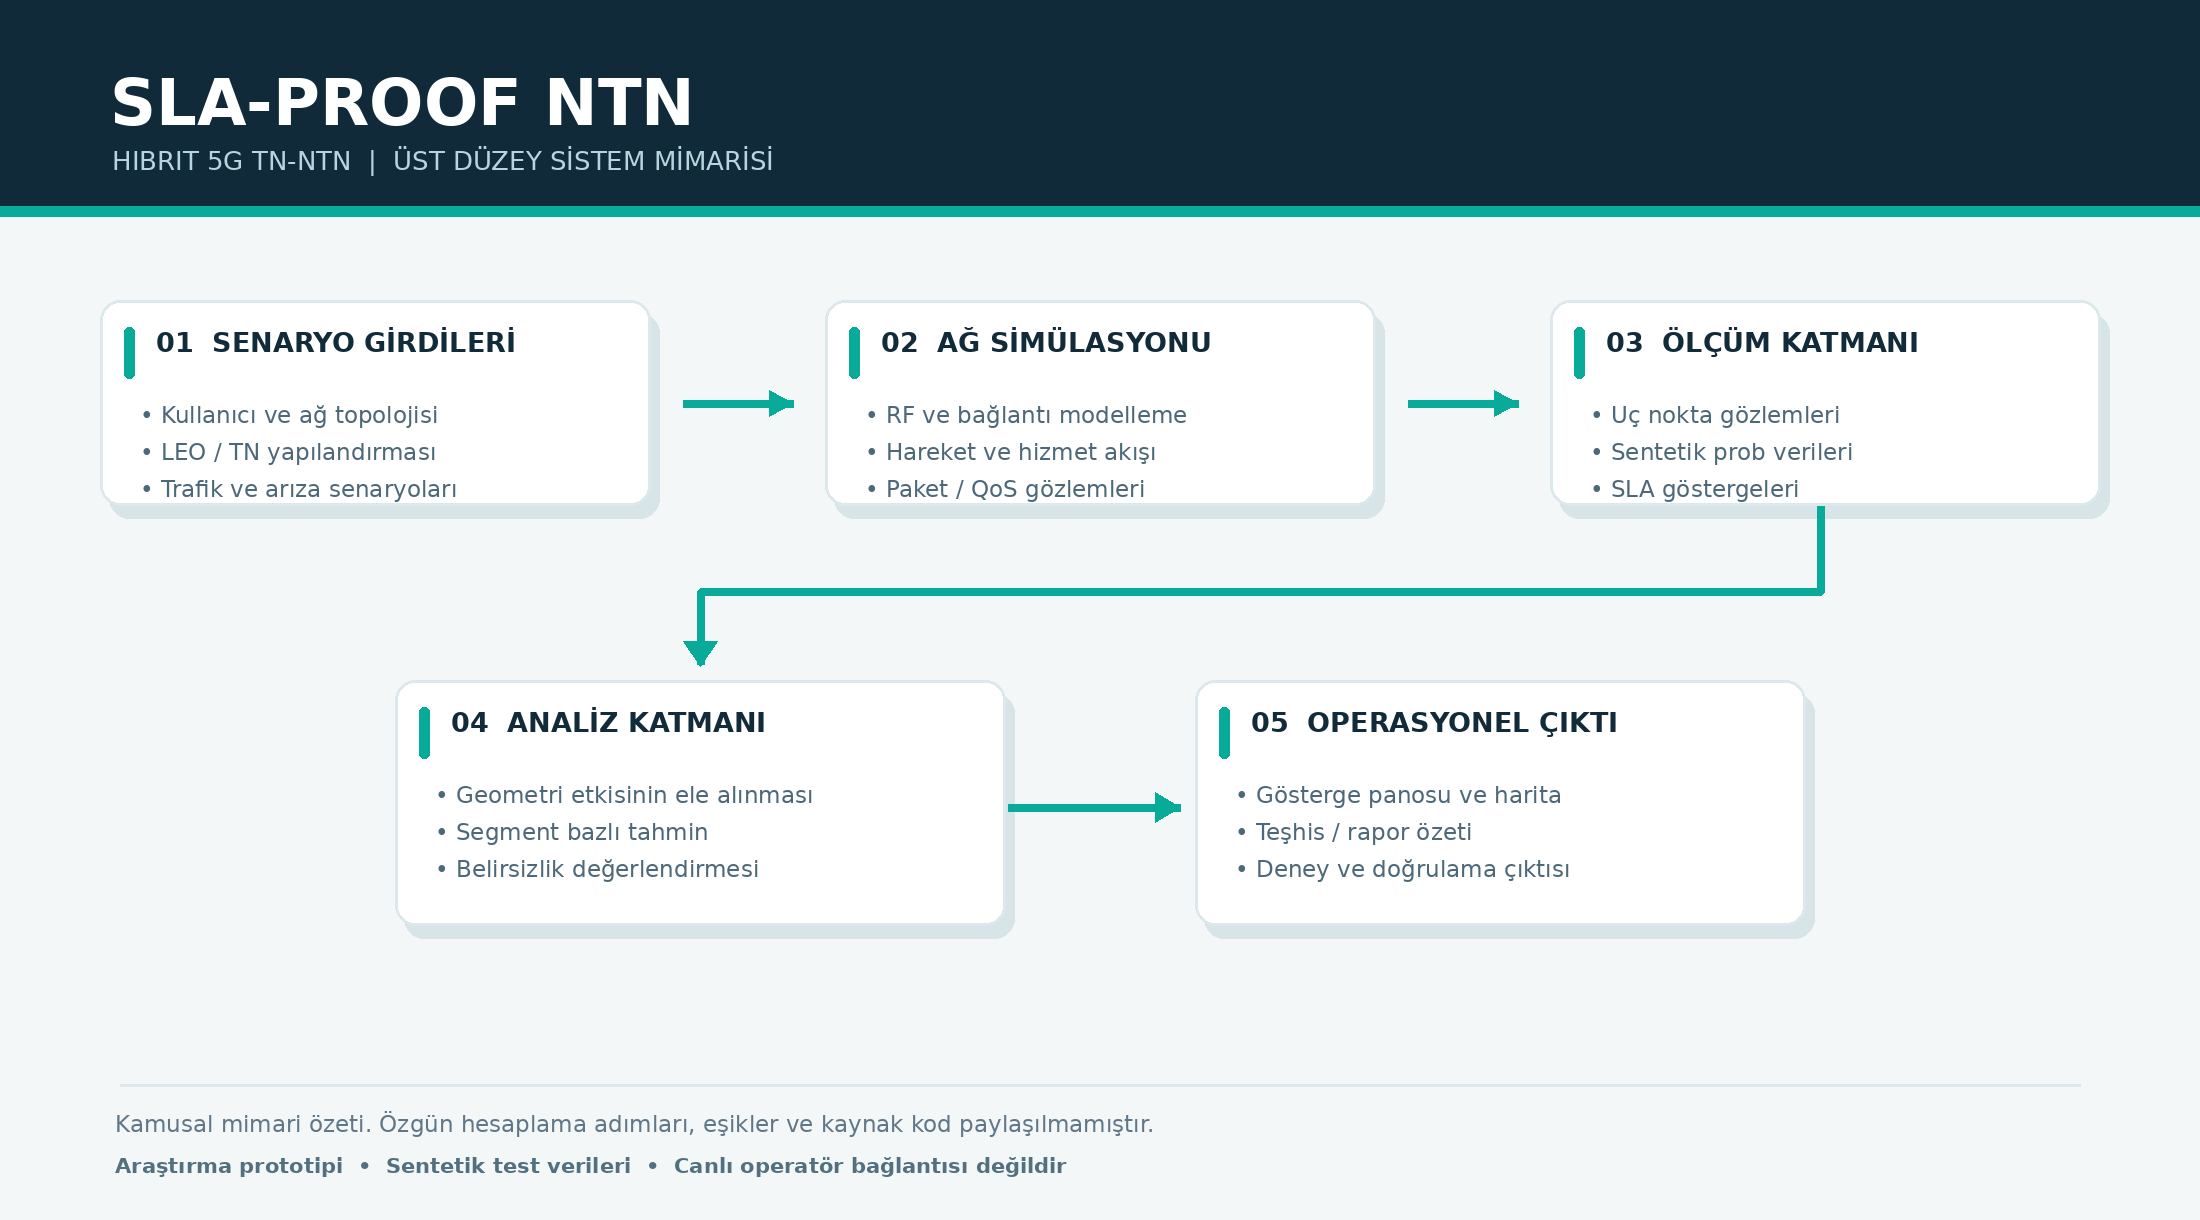 SLA-PROOF NTN
HIBRIT 5G TN-NTN | ÜST DÜZEY SİSTEM MİMARİSİ
01 SENARYO GİRDİLERİ
• Kullanıcı ve ağ topolojisi
• LEO / TN yapılandırması
• Trafik ve arıza senaryoları
02 AĞ SİMÜLASYONU
• RF ve bağlantı modelleme
• Hareket ve hizmet akışı
• Paket / QoS gözlemleri
03 ÖLÇÜM KATMANI
• Uç nokta gözlemleri
• Sentetik prob verileri
• SLA göstergeleri
04 ANALİZ KATMANI
• Geometri etkisinin ele alınması
• Segment bazlı tahmin
• Belirsizlik değerlendirmesi
05 OPERASYONEL ÇIKTI
• Gösterge panosu ve harita
• Teşhis / rapor özeti
• Deney ve doğrulama çıktısı
Kamusal mimari özeti. Özgün hesaplama adımları, eşikler ve kaynak kod paylaşılmamıştır.
Araştırma prototipi • Sentetik test verileri • Canlı operatör bağlantısı değildir